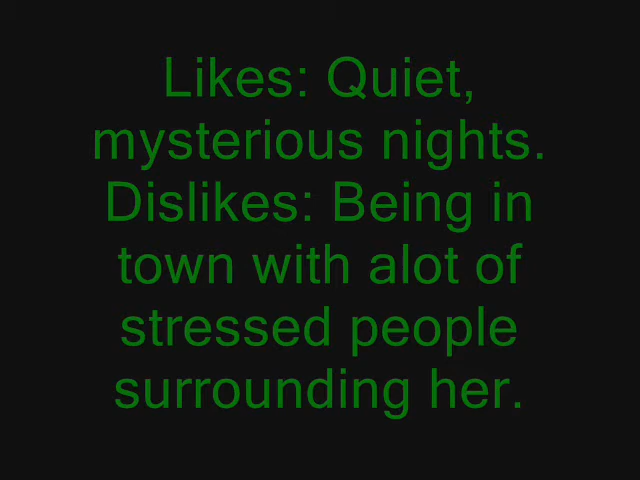 Likes: Quiet,
mysterious nights.
Dislikes: Being in
town with alot of
stressed people
surrounding her.